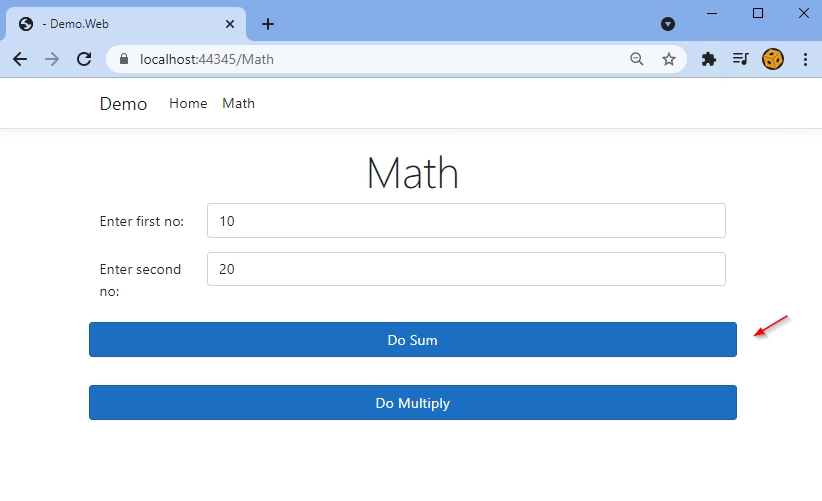 - Demo.Web
localhost:44345/Math
Demo Home Math
Math
Enter first no: 10
Enter second 20
no:
Do Sum
Do Multiply